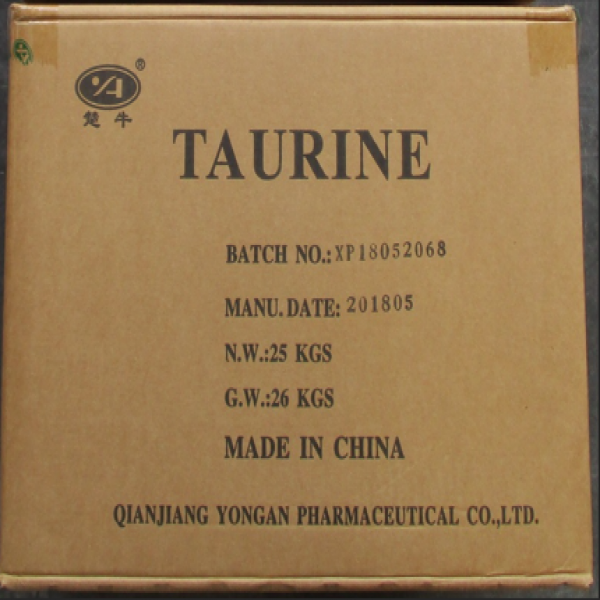 YA®
楚牛
TAURINE
BATCH NO.:XP18052068
MANU.DATE: 201805
N.W.:25 KGS
G.W.:26 KGS
MADE IN CHINA
QIANJIANG YONGAN PHARMACEUTICAL CO.,LTD.